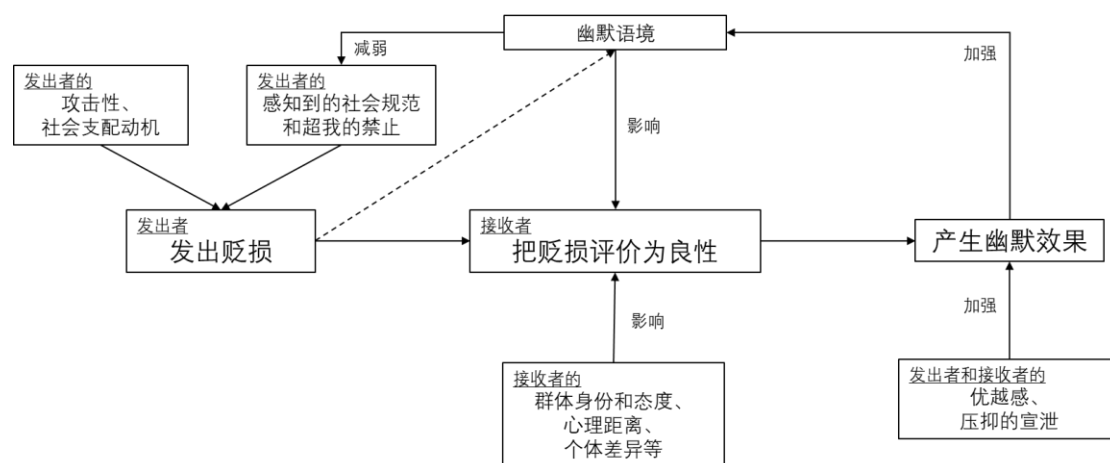 幽默语境
减弱
加强
发出者的
攻击性、
社会支配动机
发出者的
感知到的社会规范
和超我的禁止
影响
发出者
发出贬损
接收者
把贬损评价为良性
产生幽默效果
影响
加强
接收者的
群体身份和态度、
心理距离、
个体差异等
发出者和接收者的
优越感、
压抑的宣泄